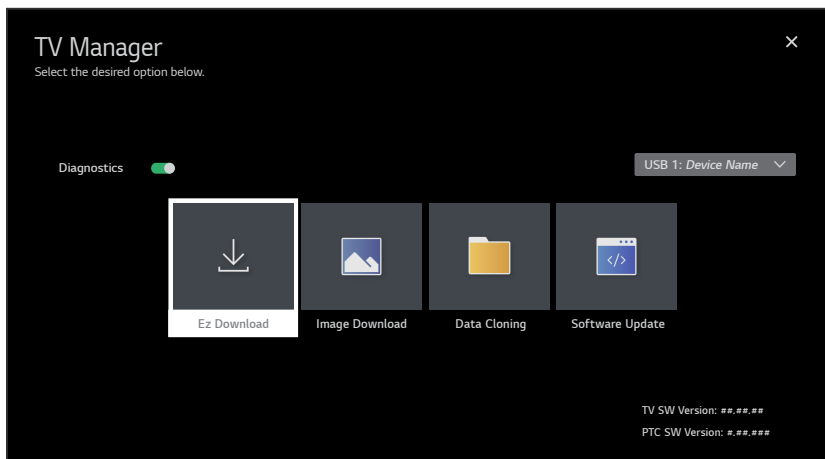 TV Manager
Select the desired option below.
Diagnostics
USB 1: Device Name
</>
Ez Download
Image Download
Data Cloning
Software Update
TV SW Version: ##.##.##
PTC SW Version: #.##.###